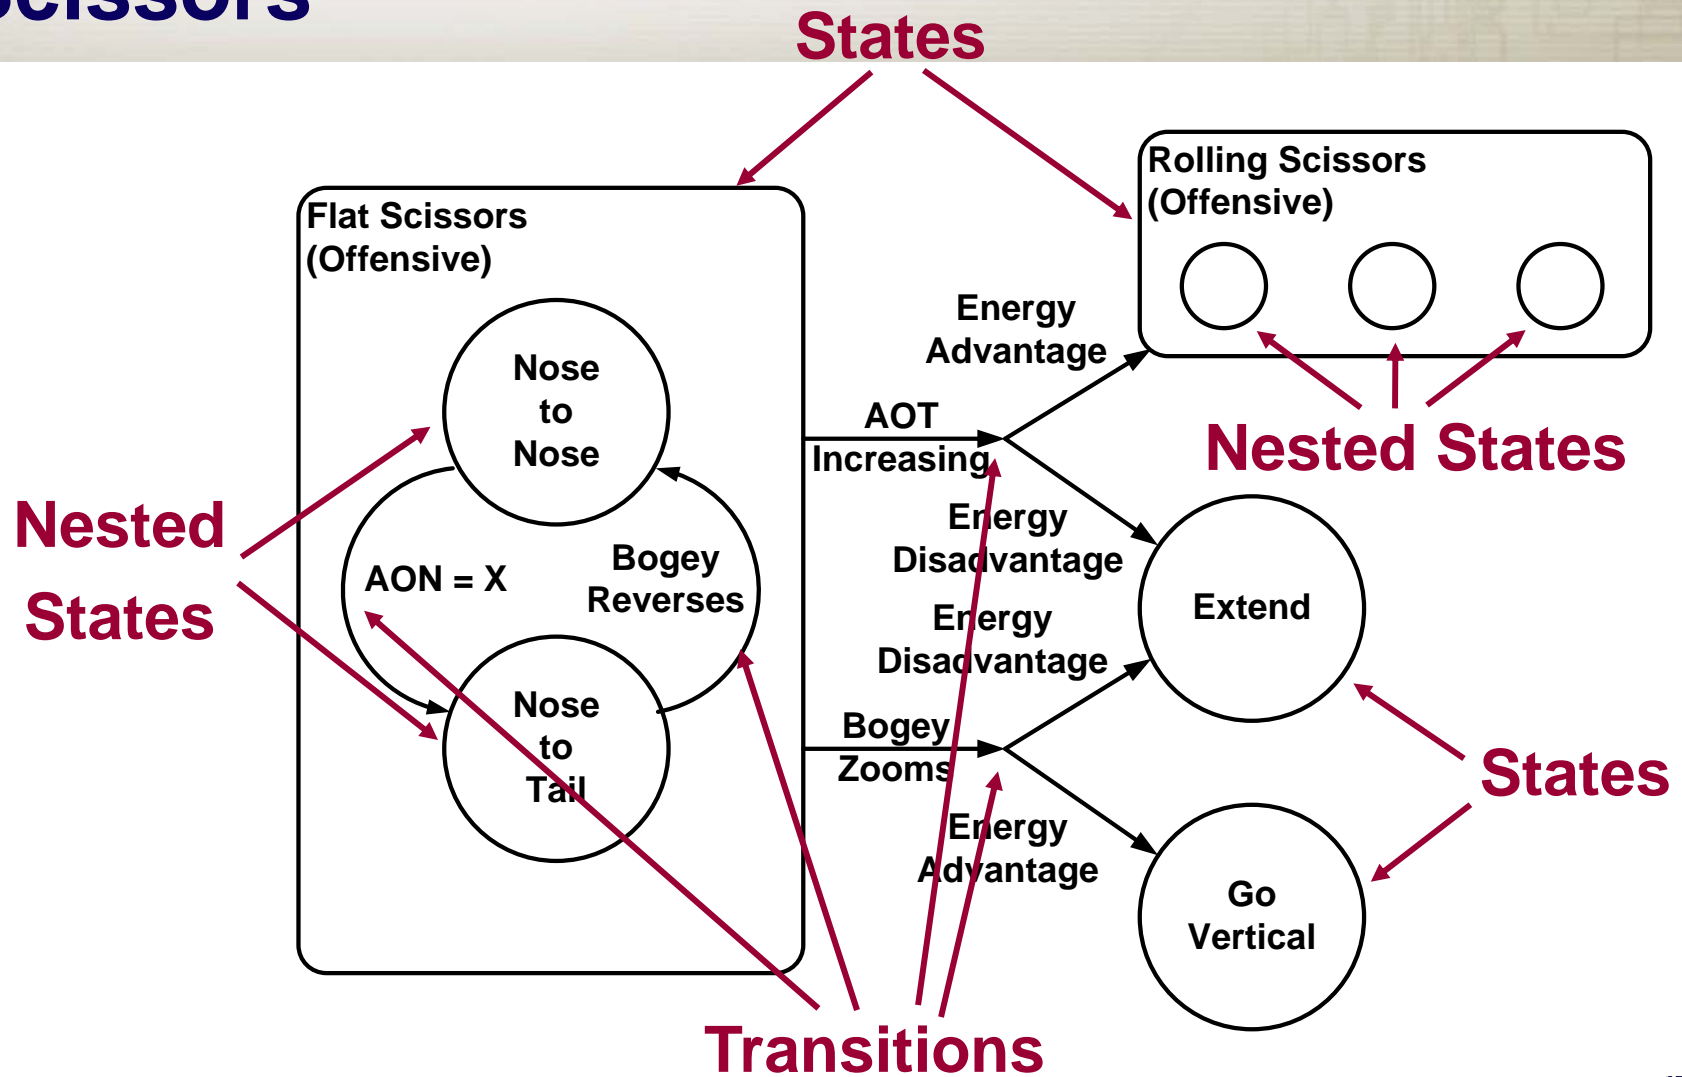 Scissors
States
Rolling Scissors
(Offensive)
Flat Scissors
(Offensive)
Nose
to
Nose
Energy
Advantage
AOT
Increasing
Nested States
Nested
States
AON = X
Bogey
Reverses
Energy
Disadvantage
Energy
Disadvantage
Extend
Nose
to
Tail
Bogey
Zooms
States
Energy
Advantage
Go
Vertical
Transitions